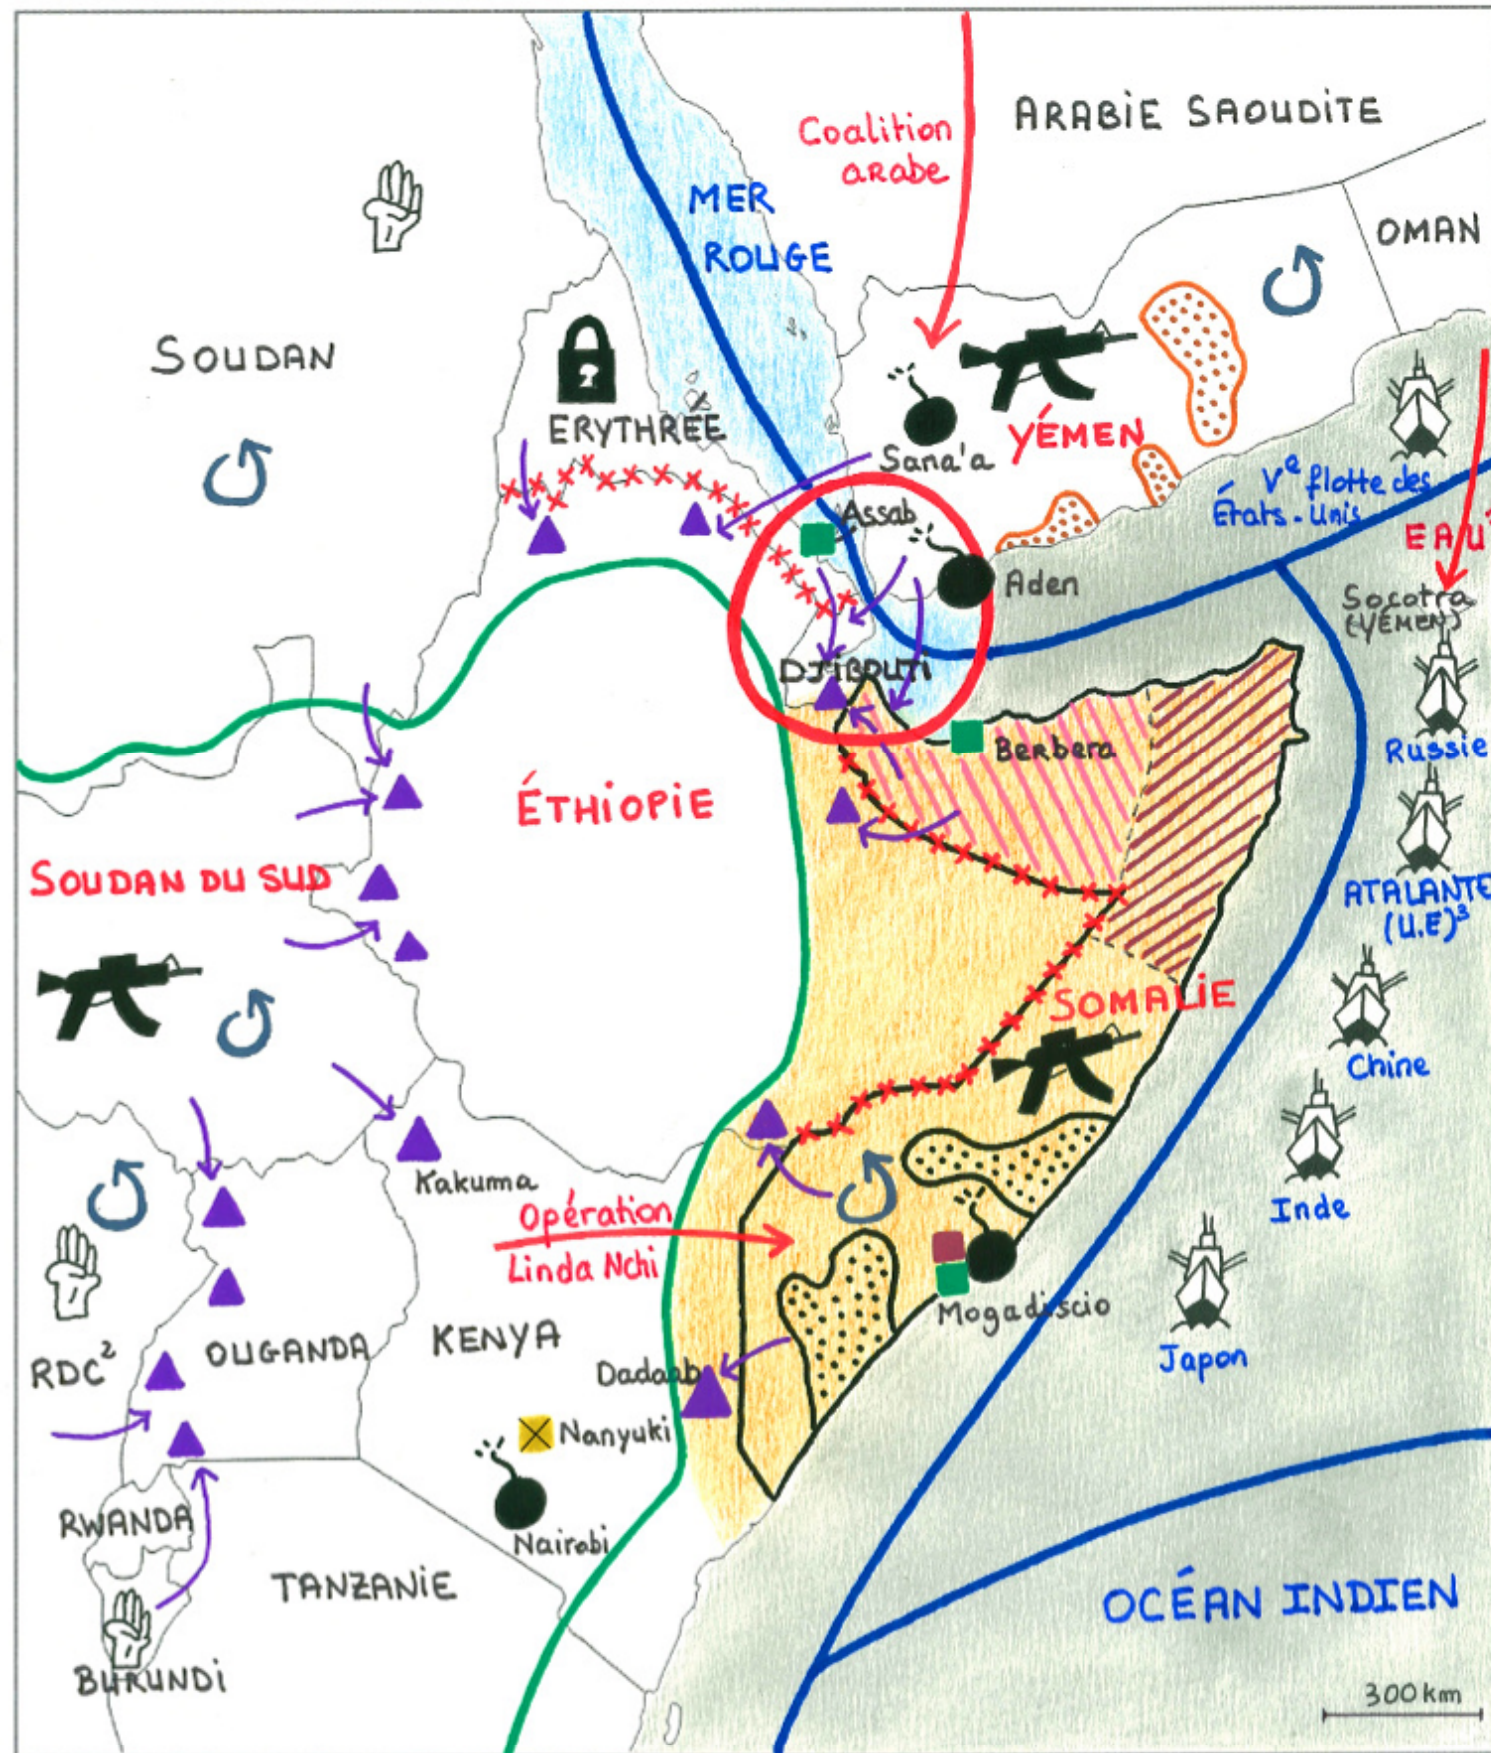 Coalition
arabe
ARABIE SAOUDITE
MER
ROUGE
OMAN
SOUDAN
ERYTHRÉE
YÉMEN
Sana'a
Ve flotte des
États-Unis
Assab
EAU
Aden
Socotra
(YÉMEN)
DJIBOUTI
Berbera
Russie
ÉTHIOPIE
SOUDAN DU SUD
ATALANTE
(U.E)³
SOMALIE
Chine
Kakuma
Opération
Linda Nchi
Inde
Mogadiscio
RDC²
OUGANDA
KENYA
Japon
Dadaab
Nanyuki
RWANDA
Nairobi
TANZANIE
OCÉAN INDIEN
BURUNDI
300 km